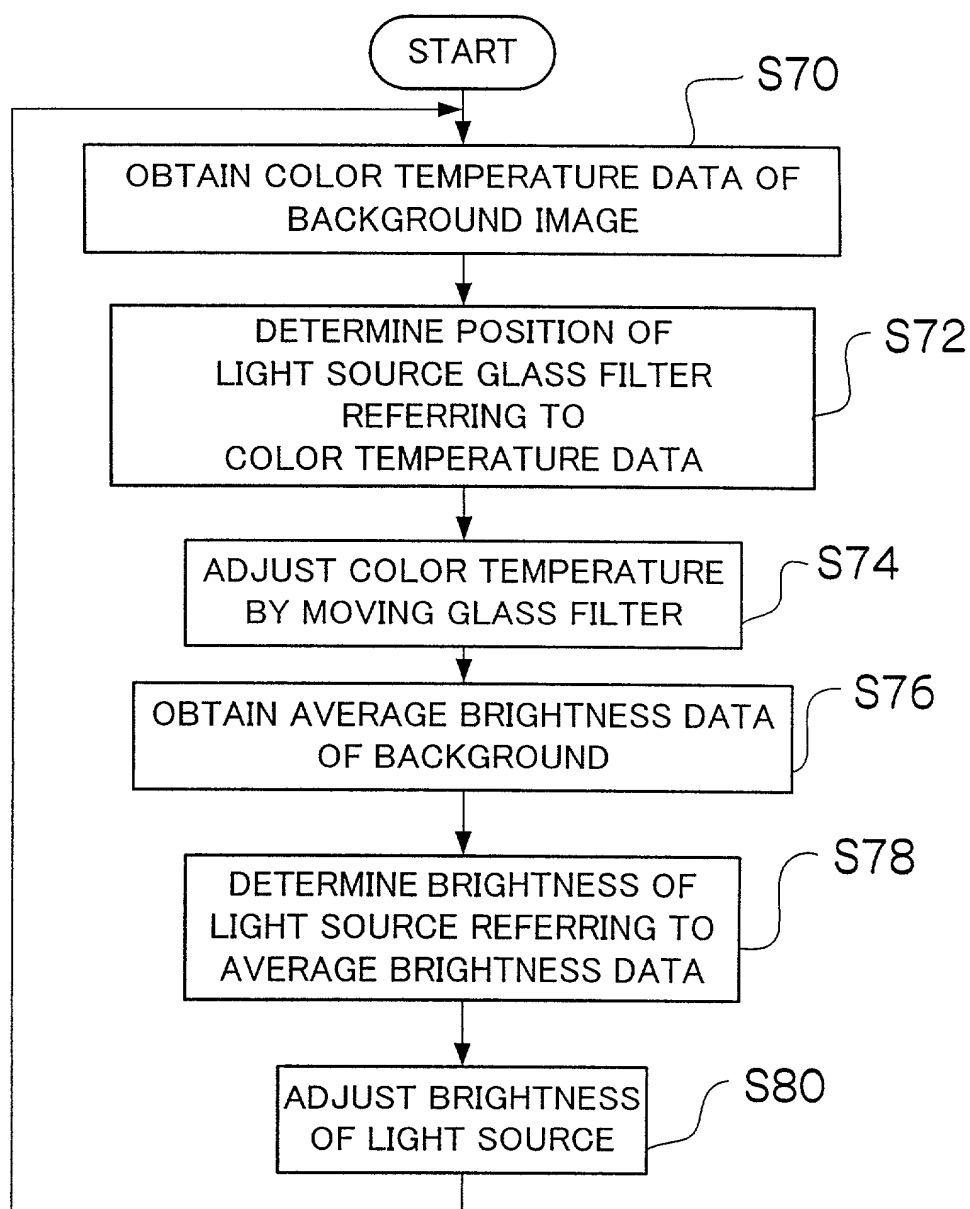 START
S70
OBTAIN COLOR TEMPERATURE DATA OF
BACKGROUND IMAGE
S72
DETERMINE POSITION OF
LIGHT SOURCE GLASS FILTER
REFERRING TO
COLOR TEMPERATURE DATA
S74
ADJUST COLOR TEMPERATURE
BY MOVING GLASS FILTER
S76
OBTAIN AVERAGE BRIGHTNESS DATA
OF BACKGROUND
S78
DETERMINE BRIGHTNESS OF
LIGHT SOURCE REFERRING TO
AVERAGE BRIGHTNESS DATA
S80
ADJUST BRIGHTNESS
OF LIGHT SOURCE